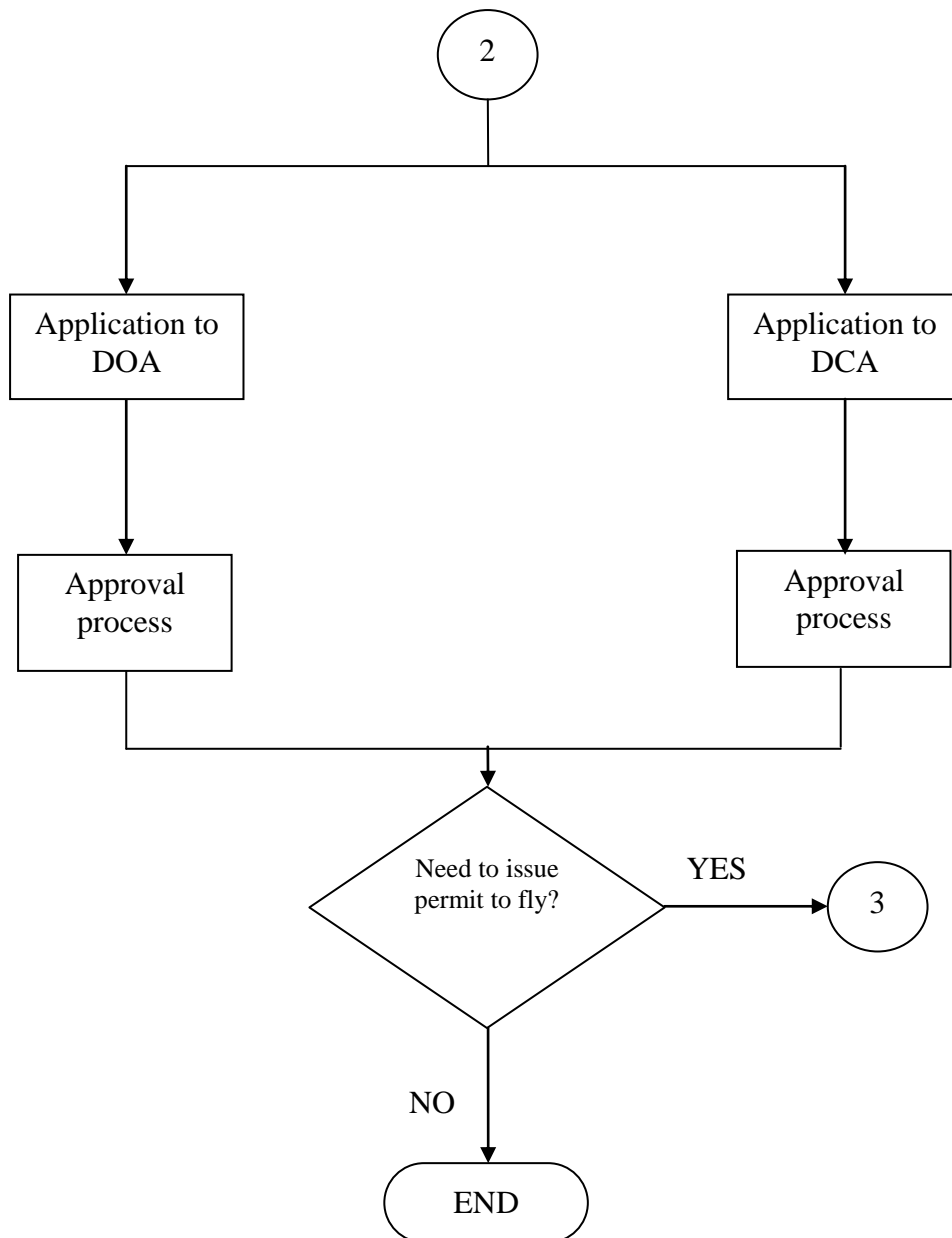 2
Application to
DOA
Application to
DCA
Approval
process
Approval
process
Need to issue
permit to fly?
YES
3
NO
END